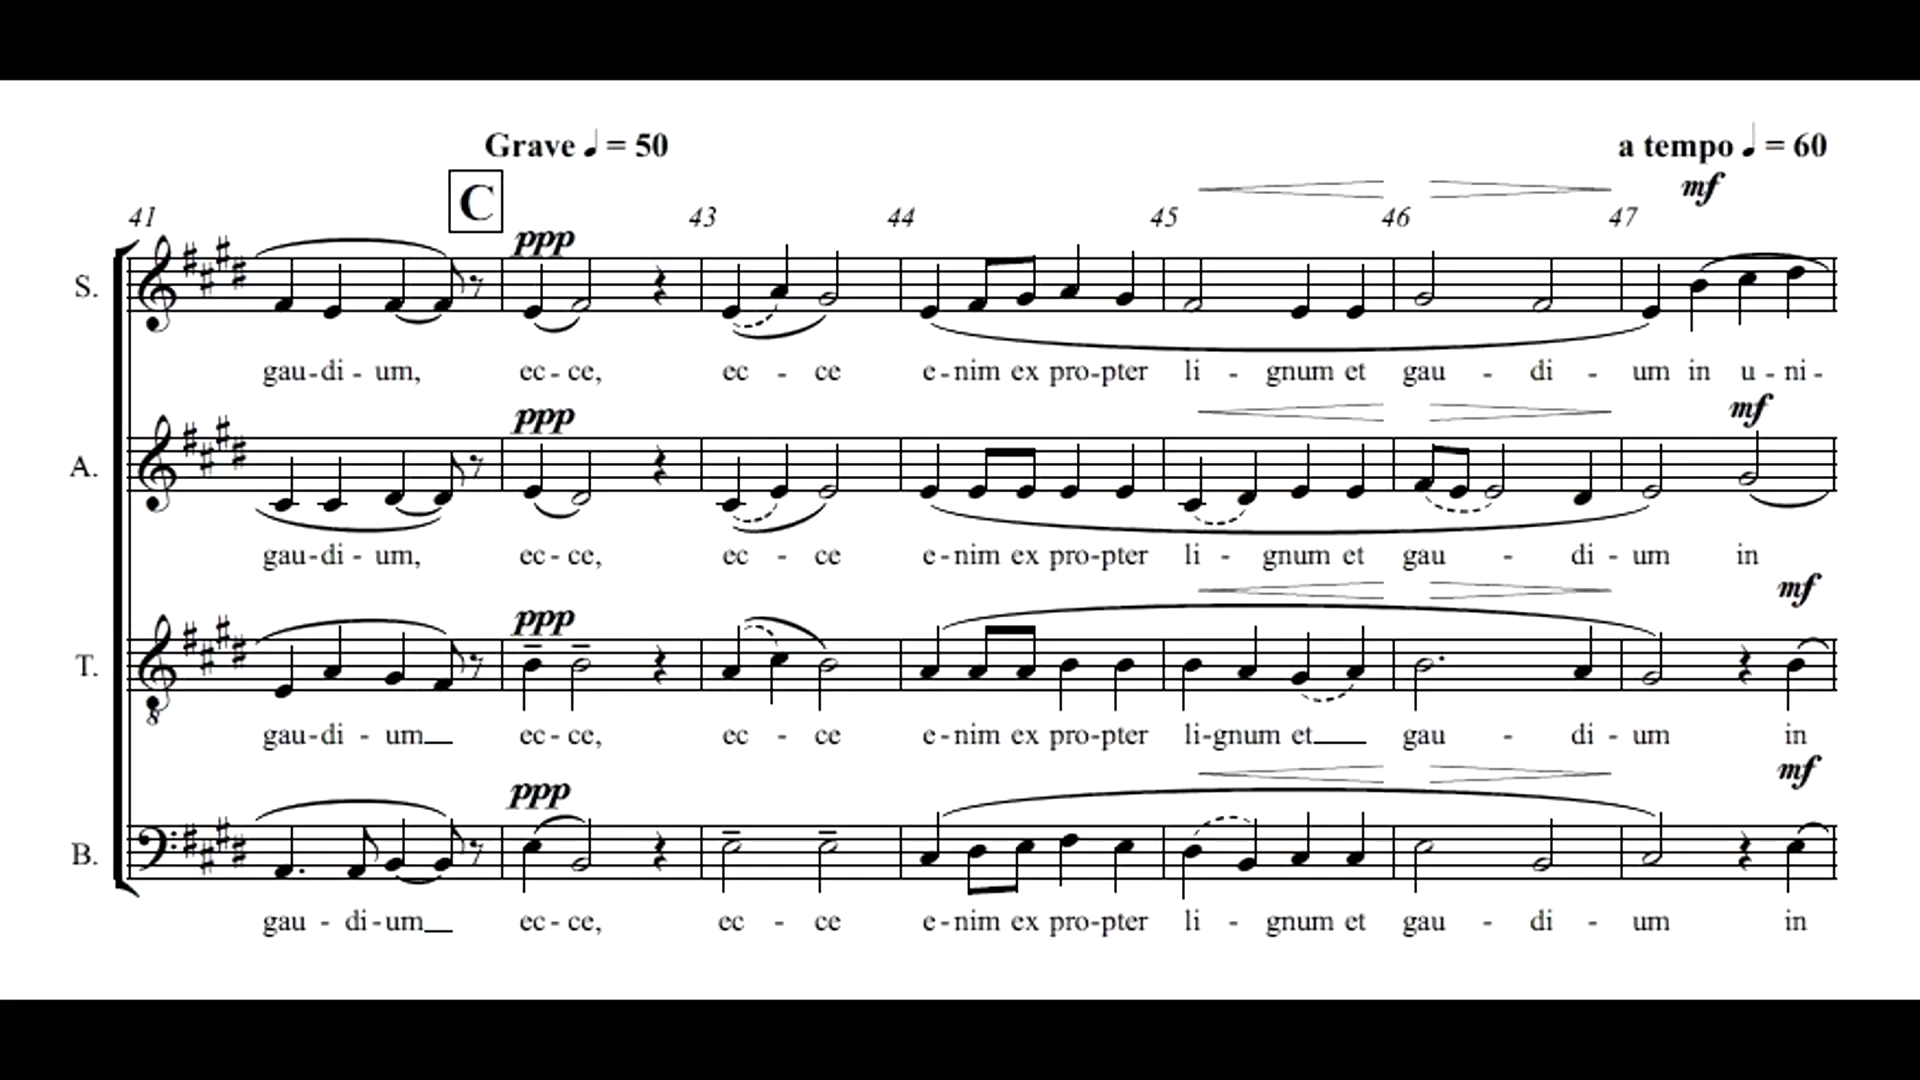 Grave ♩ = 50
a tempo ♩ = 60
C
mf
41 43 44 45 46 47
ppp
S.
gau-di - um, ec - ce, ec - ce e-nim ex pro-pter li - gnum et gau - di - um in u - ni -
ppp
mf
A.
gau-di - um, ec - ce, ec - ce e-nim ex pro-pter li - gnum et gau - di - um in
ppp
mf
T.
8
gau-di - um__ ec - ce, ec - ce e-nim ex pro-pter li-gnum et__ gau - di - um in
ppp
mf
B.
gau - di-um__ ec - ce, ec - ce e-nim ex pro-pter li - gnum et gau - di - um in